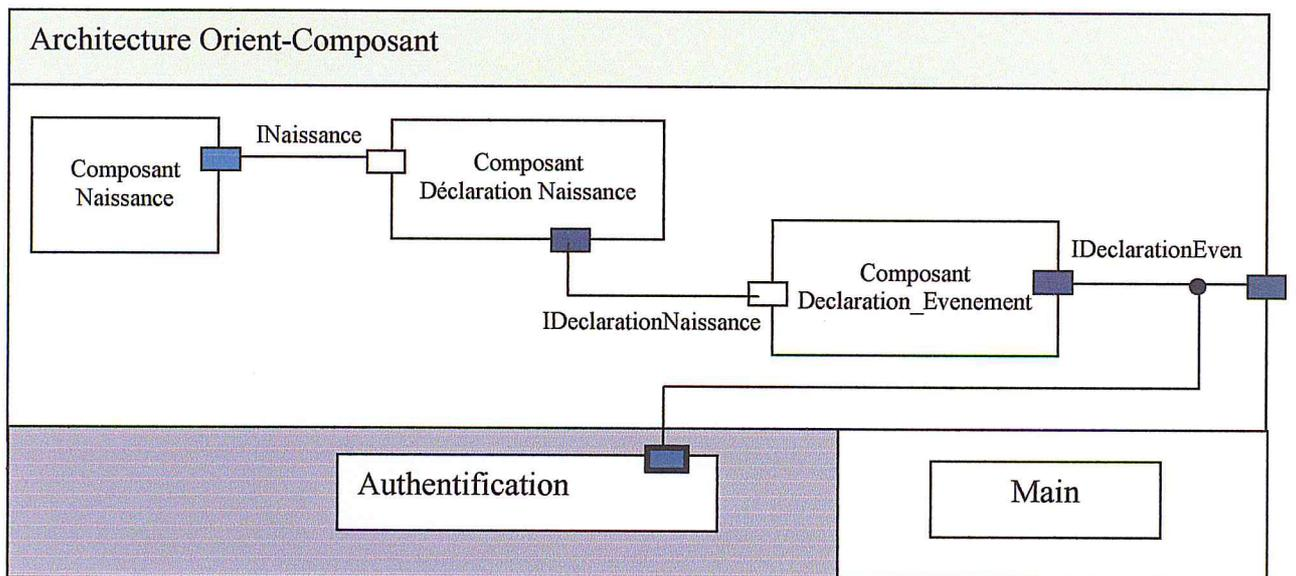 Architecture Orient-Composant
INaissance
Composant
Naissance
Composant
Déclaration Naissance
IDeclarationEven
Composant
Declaration_Evenement
IDeclarationNaissance
Authentification
Main